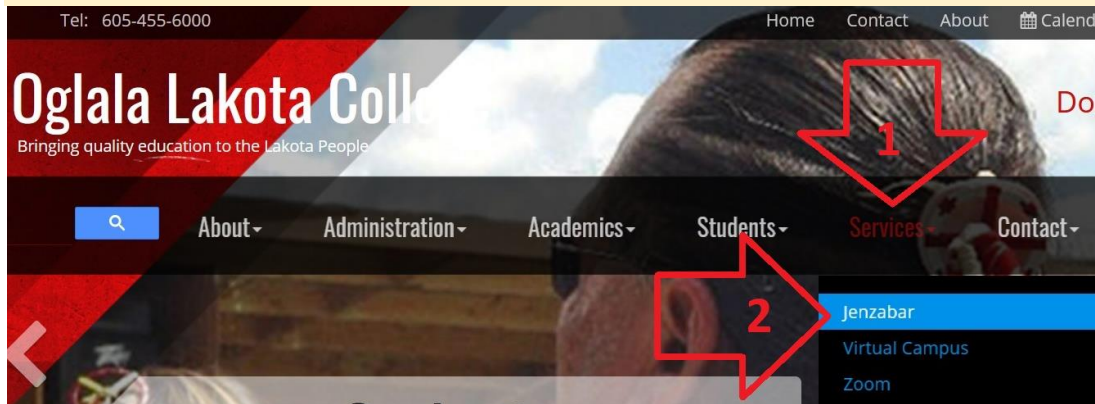 Tel: 605-455-6000 Home Contact About Calend
Oglala Lakota Coll
Do
Bringing quality education to the Lakota People
1
About Administration Academics Students Services Contact
2
Jenzabar
Virtual Campus
Zoom